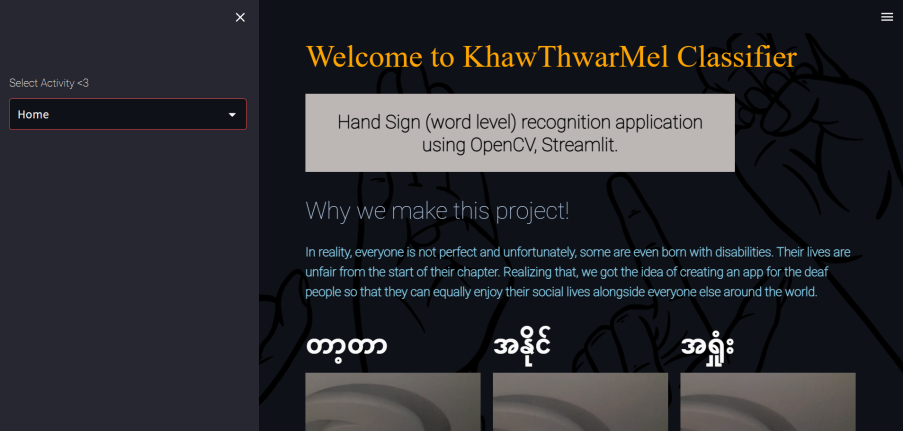 Select Activity <3
Home
Welcome to KhawThwarMel Classifier
Hand Sign (word level) recognition application
using OpenCV, Streamlit.
Why we make this project!
In reality, everyone is not perfect and unfortunately, some are even born with disabilities. Their lives are
unfair from the start of their chapter. Realizing that, we got the idea of creating an app for the deaf
people so that they can equally enjoy their social lives alongside everyone else around the world.
တာ့တာ
အနိုင်
အရှုံး